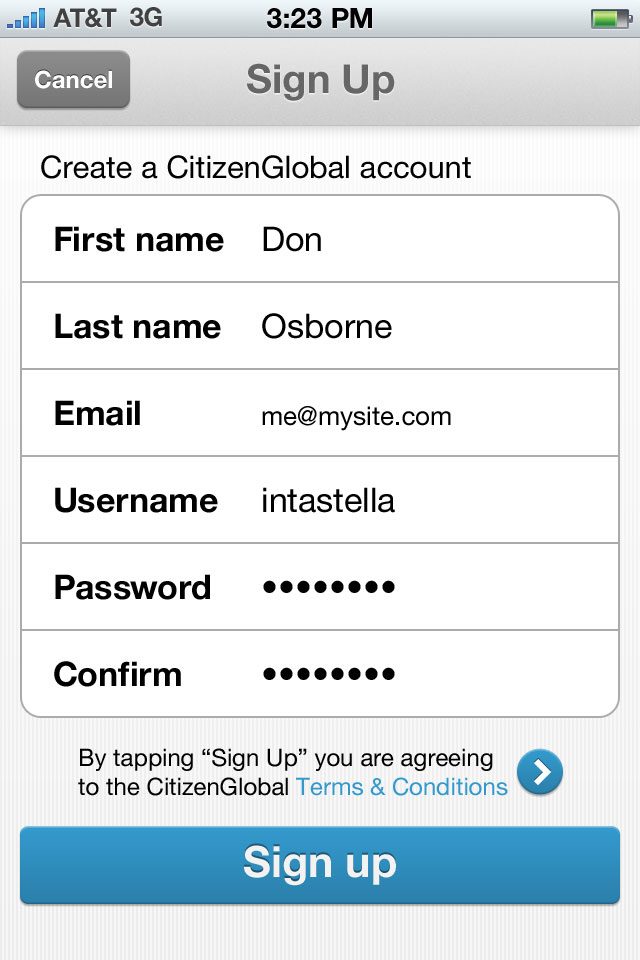 AT&T 3G 3:23 PM
Cancel Sign Up
Create a CitizenGlobal account
First name Don
Last name Osborne
Email me@mysite.com
Username intastella
Password ••••••••
Confirm ••••••••
By tapping “Sign Up” you are agreeing
to the CitizenGlobal Terms & Conditions
Sign up